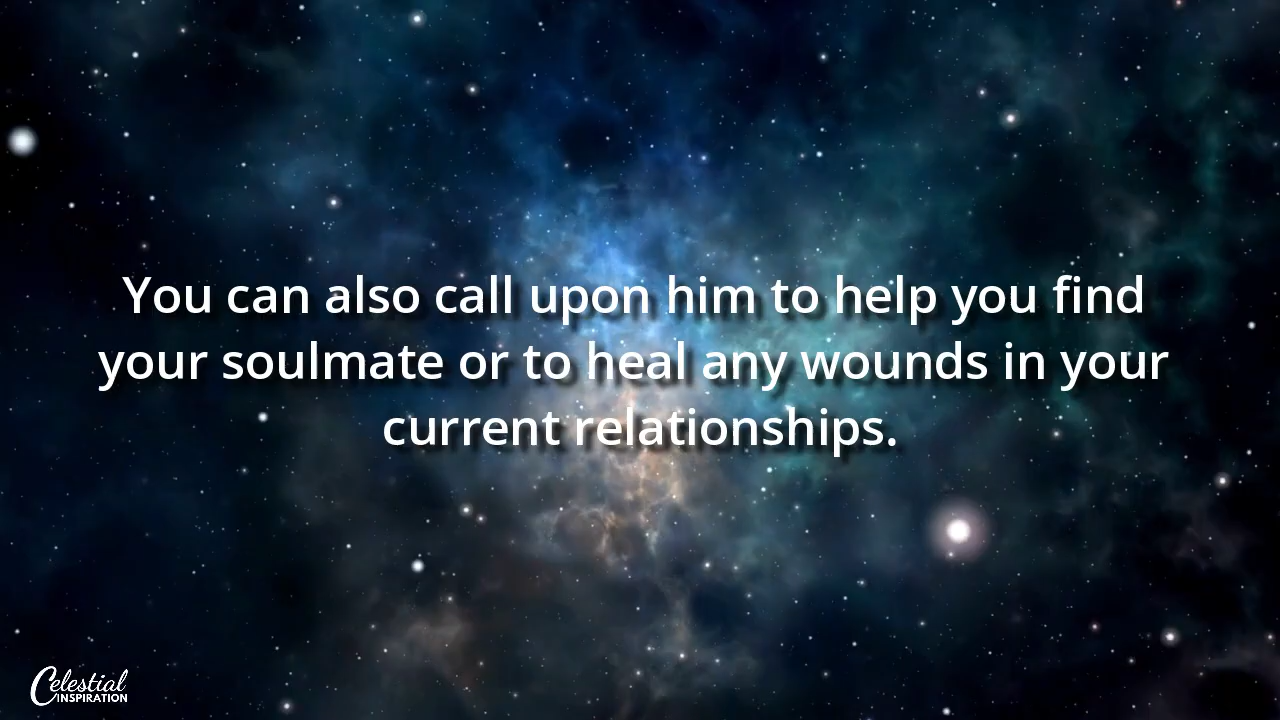 You can also call upon him to help you find
your soulmate or to heal any wounds in your
current relationships.
Celestial
INSPIRATION